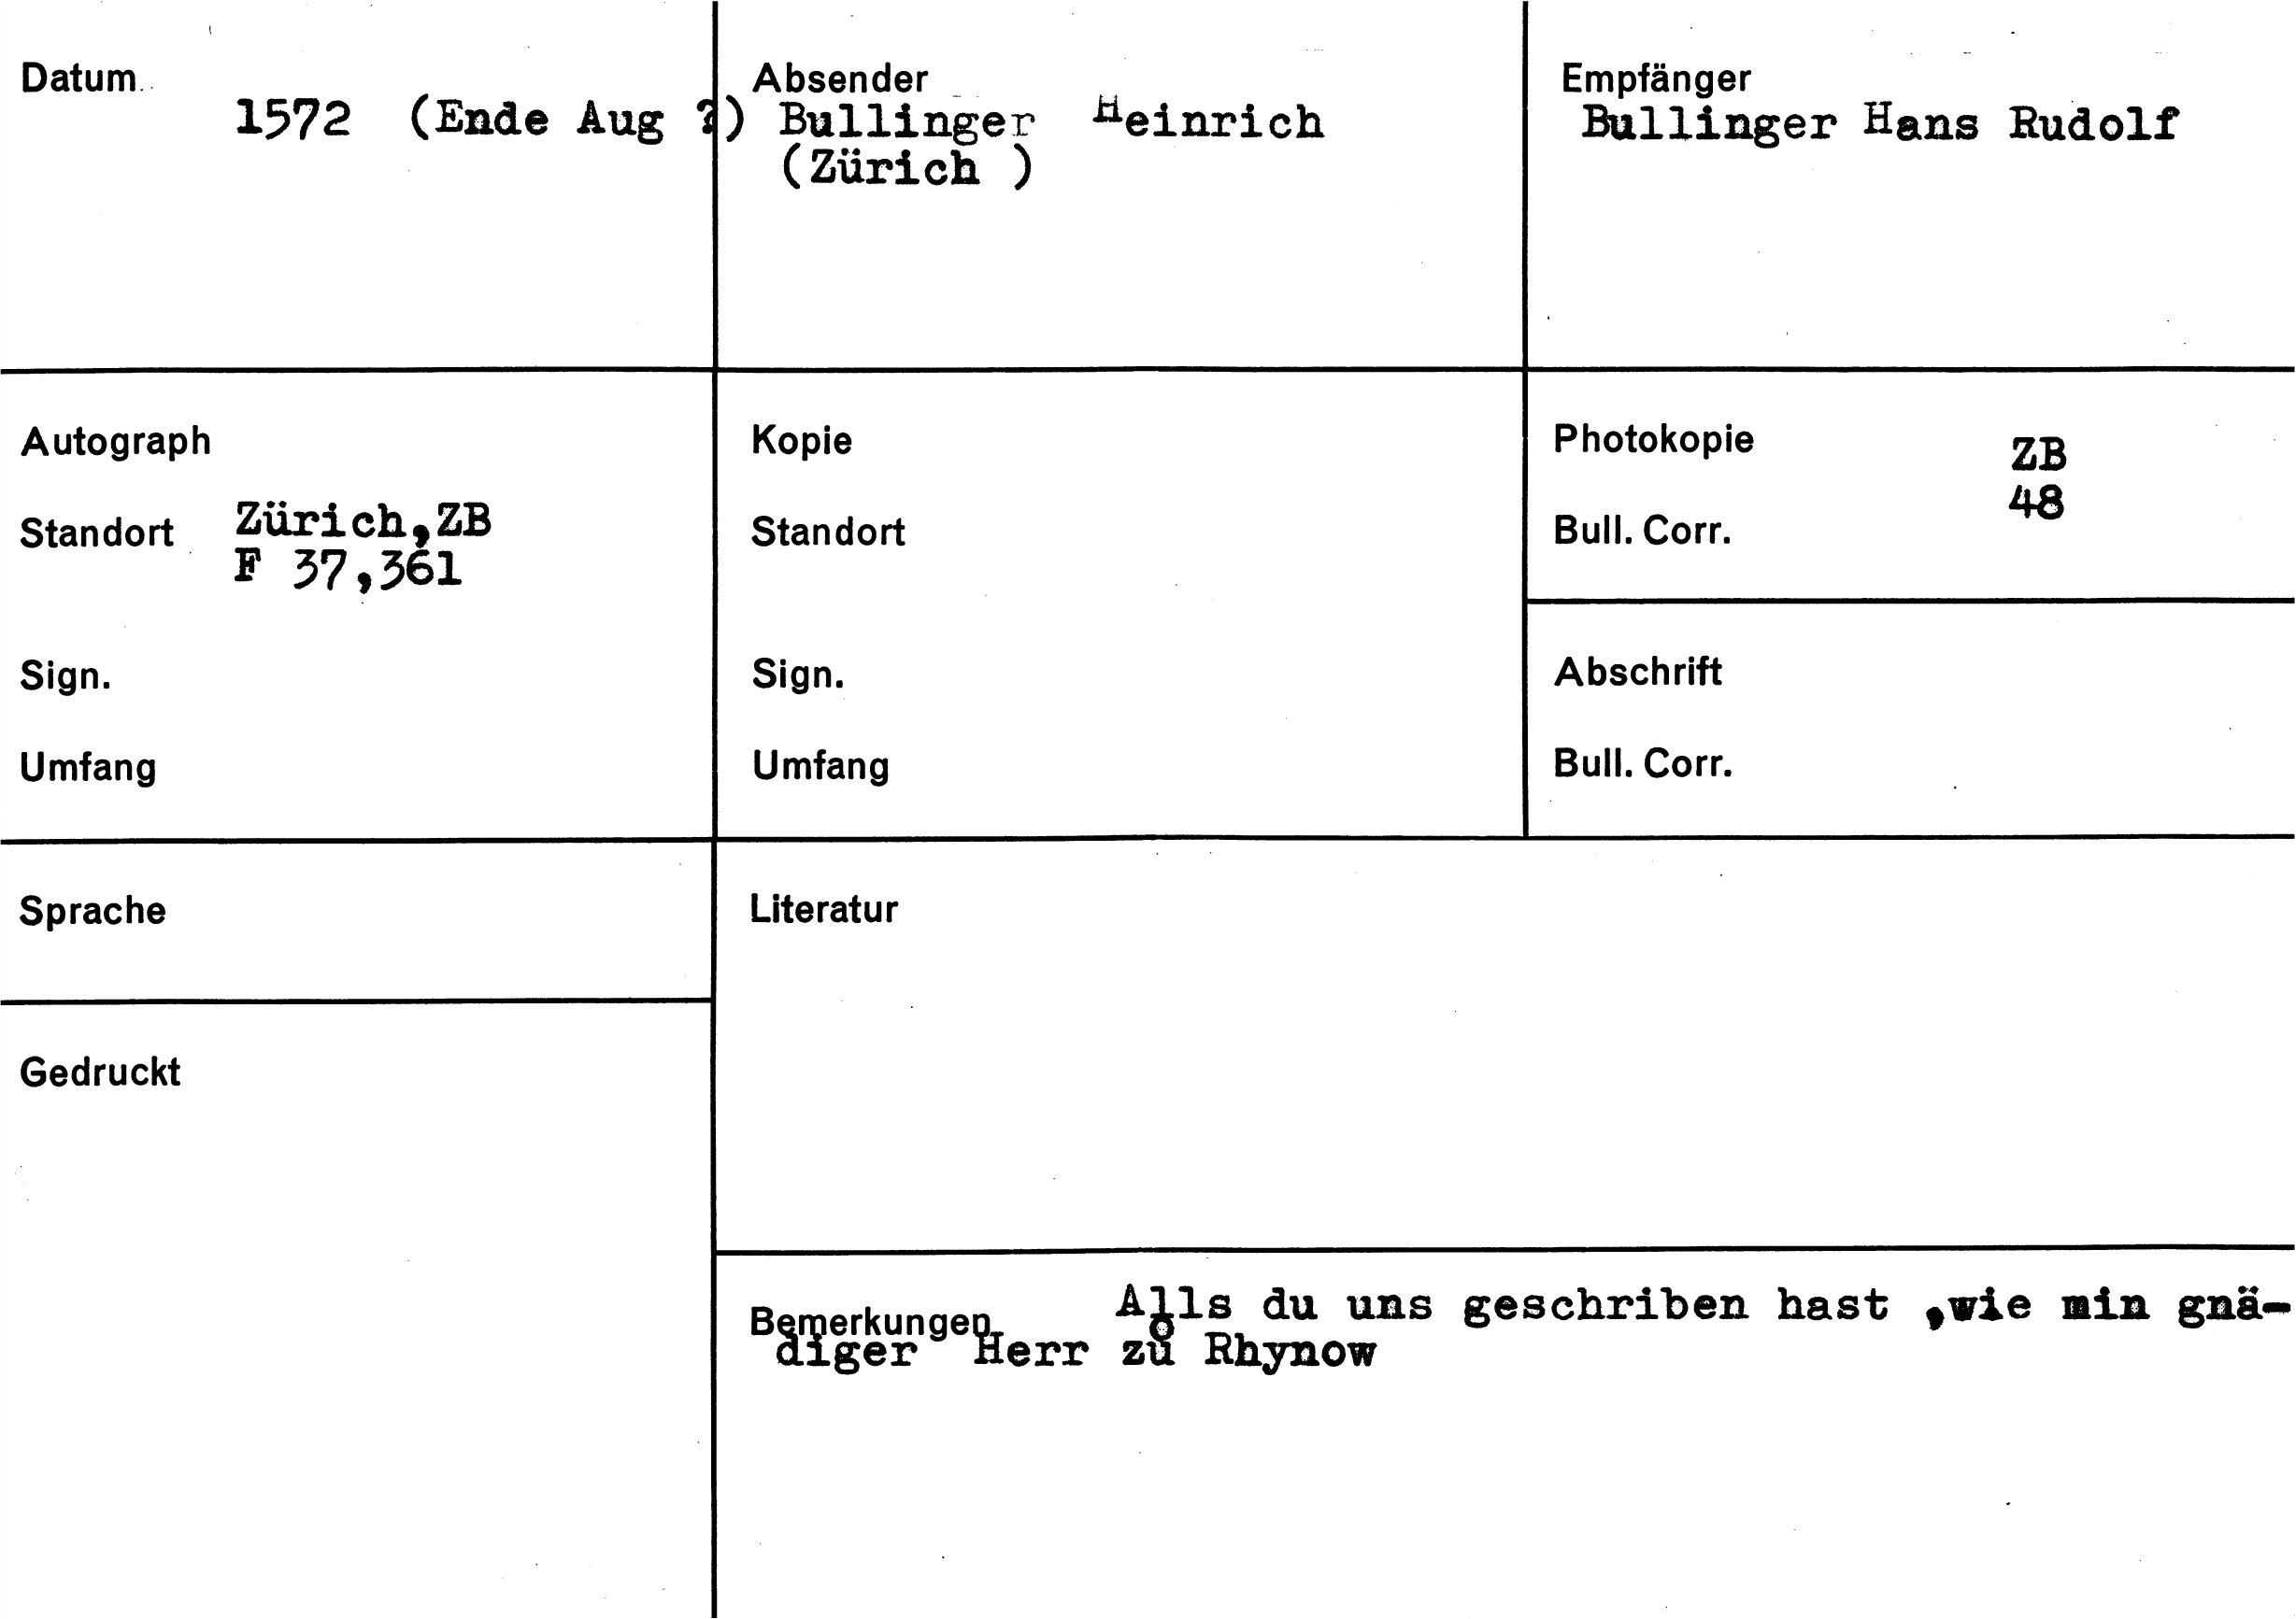 Datum
1572 (Ende Aug ?)
Absender
Bullinger Heinrich
(Zürich )
Empfänger
Bullinger Hans Rudolf
Autograph
Standort Zürich,ZB
F 37,361
Sign.
Umfang
Kopie
Standort
Sign.
Umfang
Photokopie ZB
Bull. Corr. 48
Abschrift
Bull. Corr.
Sprache
Gedruckt
Literatur
Bemerkungen Alls du uns geschriben hast ,wie min gnä-
diger Herr zů Rhynow